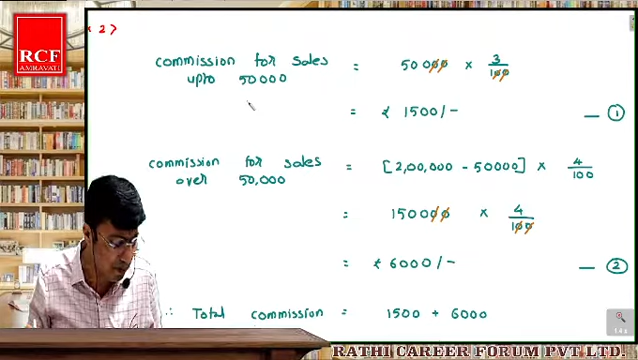 RCF
AMRAVATI
< 2 >
commission for sales upto 50000 = 50000 × 3/100
= ₹ 1500/- — ①
commission for sales over 50,000 = [2,00,000 - 50000] × 4/100
= 150000 × 4/100
= ₹ 6000/- — ②
∴ Total commission = 1500 + 6000
RATHI CAREER FORUM PVT LTD.